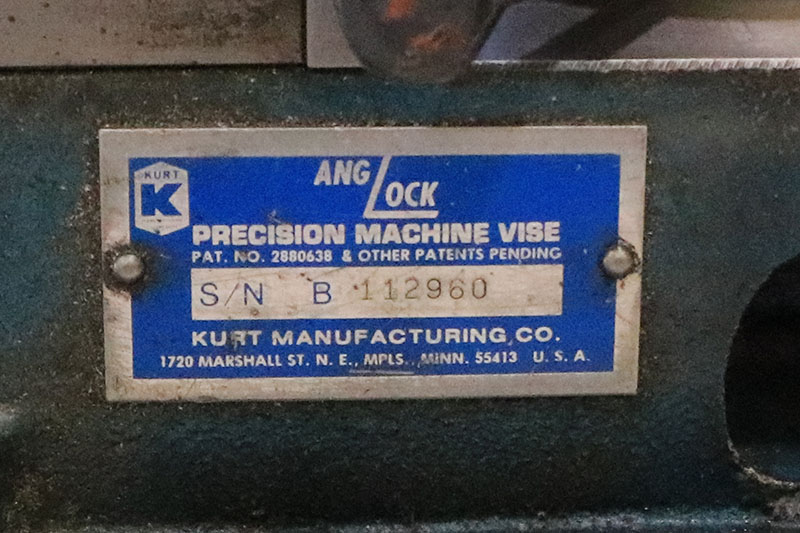 KURT
K
ANG LOCK
PRECISION MACHINE VISE
PAT. NO. 2880638 & OTHER PATENTS PENDING
S/N B 112960
KURT MANUFACTURING CO.
1720 MARSHALL ST. N. E., MPLS., MINN. 55413 U. S. A.